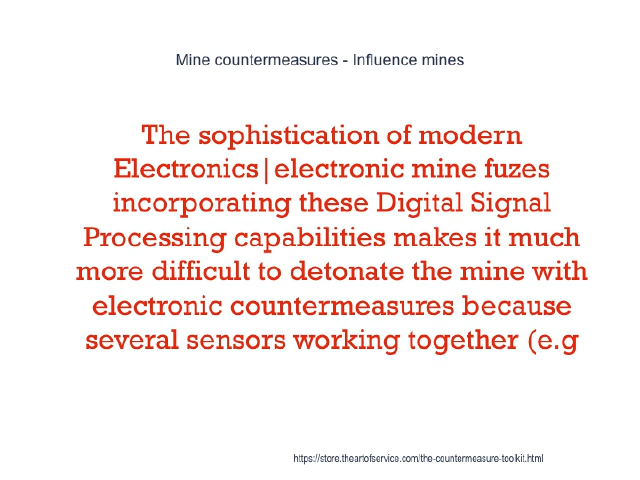 Mine countermeasures - Influence mines
The sophistication of modern
Electronics|electronic mine fuzes
incorporating these Digital Signal
Processing capabilities makes it much
more difficult to detonate the mine with
electronic countermeasures because
several sensors working together (e.g
https://store.theartofservice.com/the-countermeasure-toolkit.html